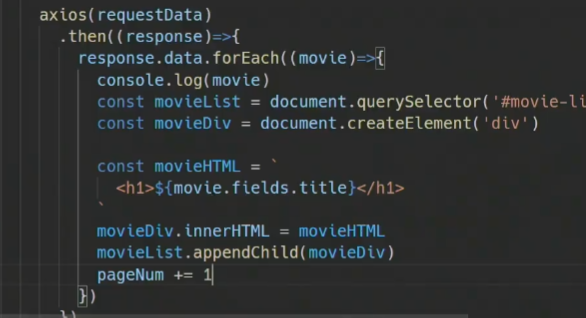 axios(requestData)
.then((response)=>{
response.data.forEach((movie)=>{
console.log(movie)
const movieList = document.querySelector('#movie-li
const movieDiv = document.createElement('div')
const movieHTML = `
<h1>${movie.fields.title}</h1>
`
movieDiv.innerHTML = movieHTML
movieList.appendChild(movieDiv)
pageNum += 1
})
})